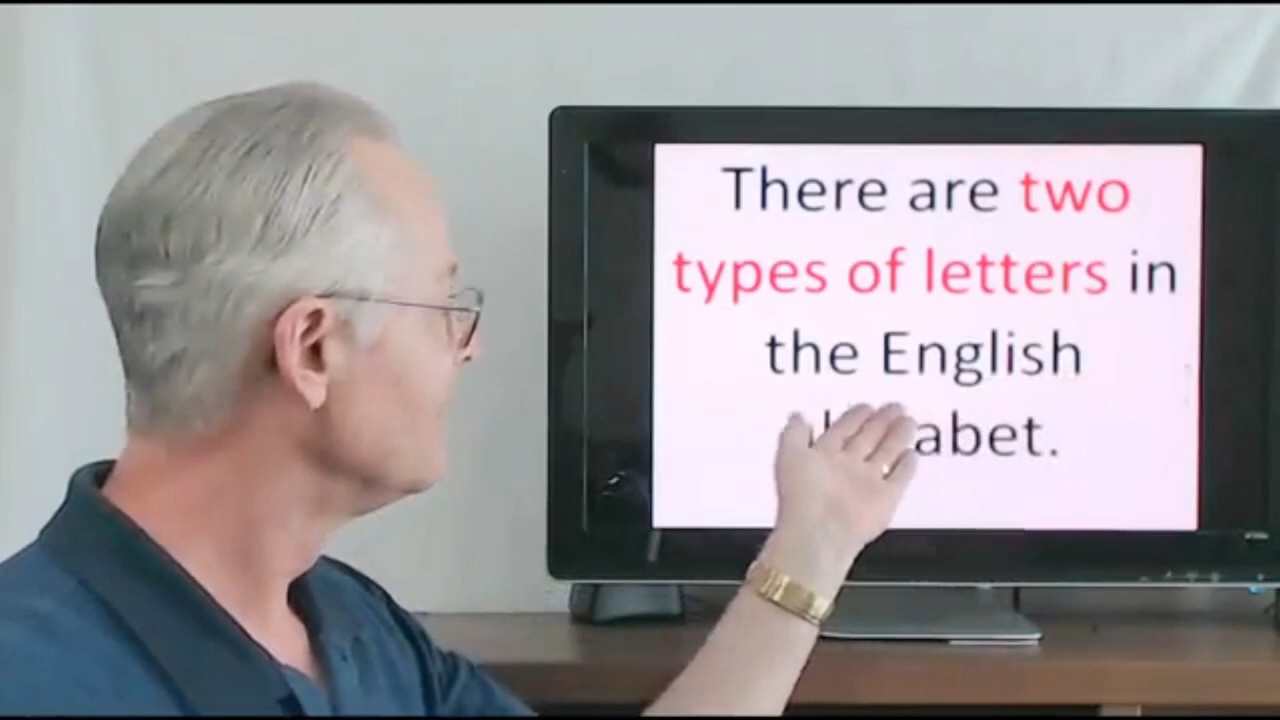 There are two
types of letters in
the English
abet.